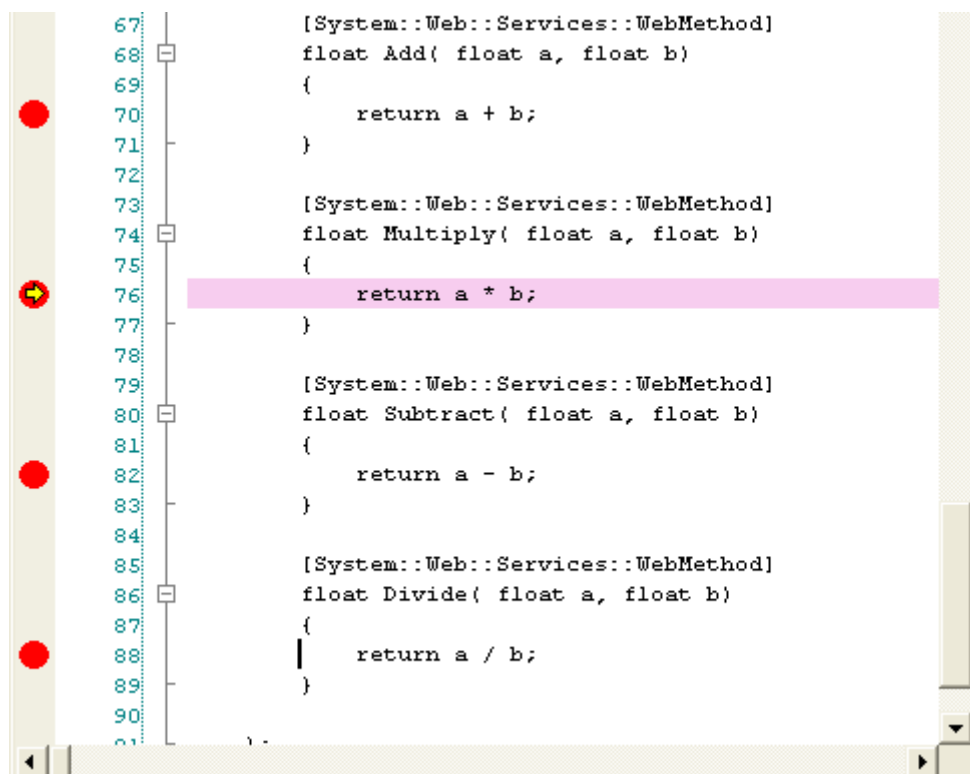 67 [System::Web::Services::WebMethod]
68 float Add( float a, float b)
69 {
70 return a + b;
71 }
72
73 [System::Web::Services::WebMethod]
74 float Multiply( float a, float b)
75 {
76 return a * b;
77 }
78
79 [System::Web::Services::WebMethod]
80 float Subtract( float a, float b)
81 {
82 return a - b;
83 }
84
85 [System::Web::Services::WebMethod]
86 float Divide( float a, float b)
87 {
88 return a / b;
89 }
90